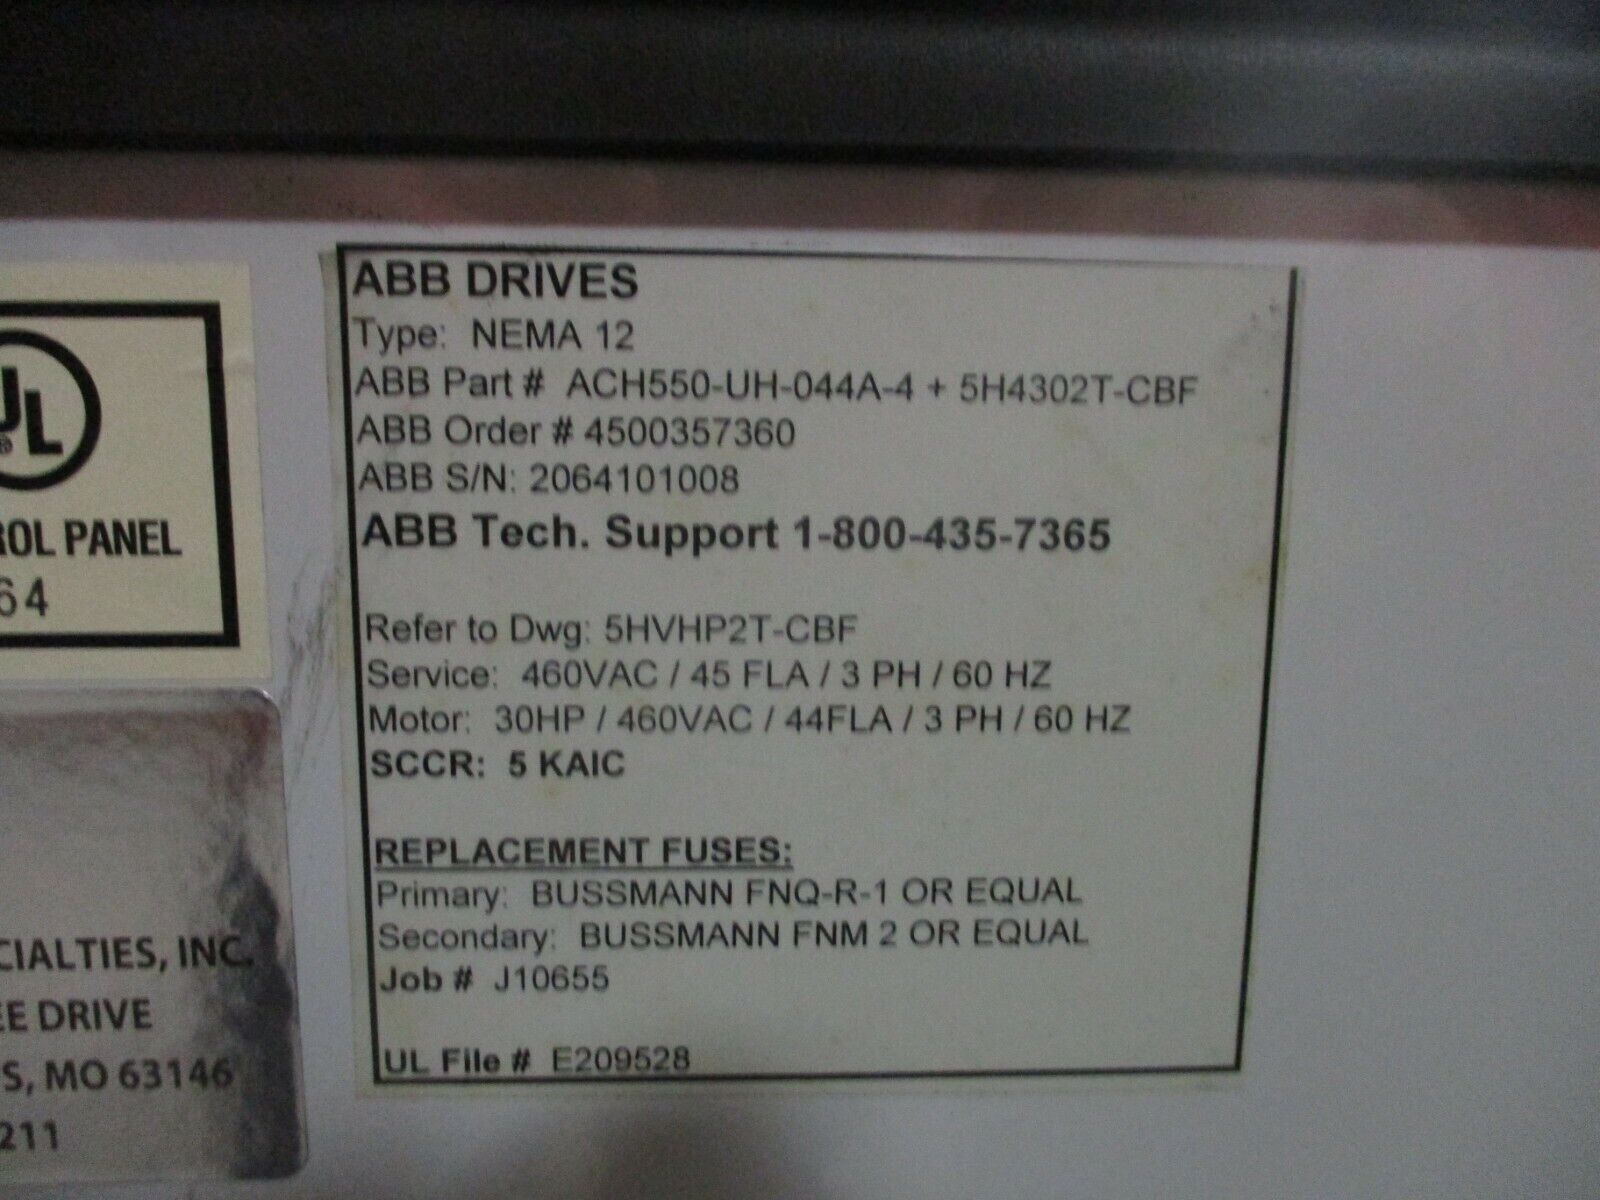 ABB DRIVES
Type: NEMA 12
ABB Part # ACH550-UH-044A-4 + 5H4302T-CBF
ABB Order # 4500357360
ABB S/N: 2064101008
ABB Tech. Support 1-800-435-7365
Refer to Dwg: 5HVHP2T-CBF
Service: 460VAC / 45 FLA / 3 PH / 60 HZ
Motor: 30HP / 460VAC / 44FLA / 3 PH / 60 HZ
SCCR: 5 KAIC
REPLACEMENT FUSES:
Primary: BUSSMANN FNQ-R-1 OR EQUAL
Secondary: BUSSMANN FNM 2 OR EQUAL
Job # J10655
UL File # E209528
UL
®
ROL PANEL
64
CIALTIES, INC.
EE DRIVE
S, MO 63146
211